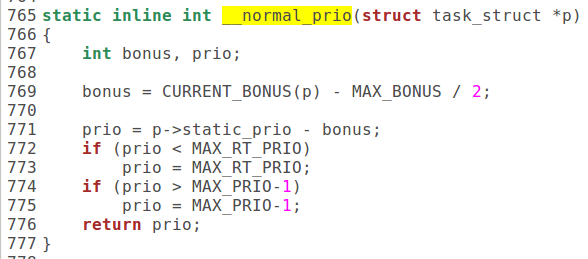 765 static inline int __normal_prio(struct task_struct *p)
766 {
767     int bonus, prio;
768
769     bonus = CURRENT_BONUS(p) - MAX_BONUS / 2;
770
771     prio = p->static_prio - bonus;
772     if (prio < MAX_RT_PRIO)
773         prio = MAX_RT_PRIO;
774     if (prio > MAX_PRIO-1)
775         prio = MAX_PRIO-1;
776     return prio;
777 }